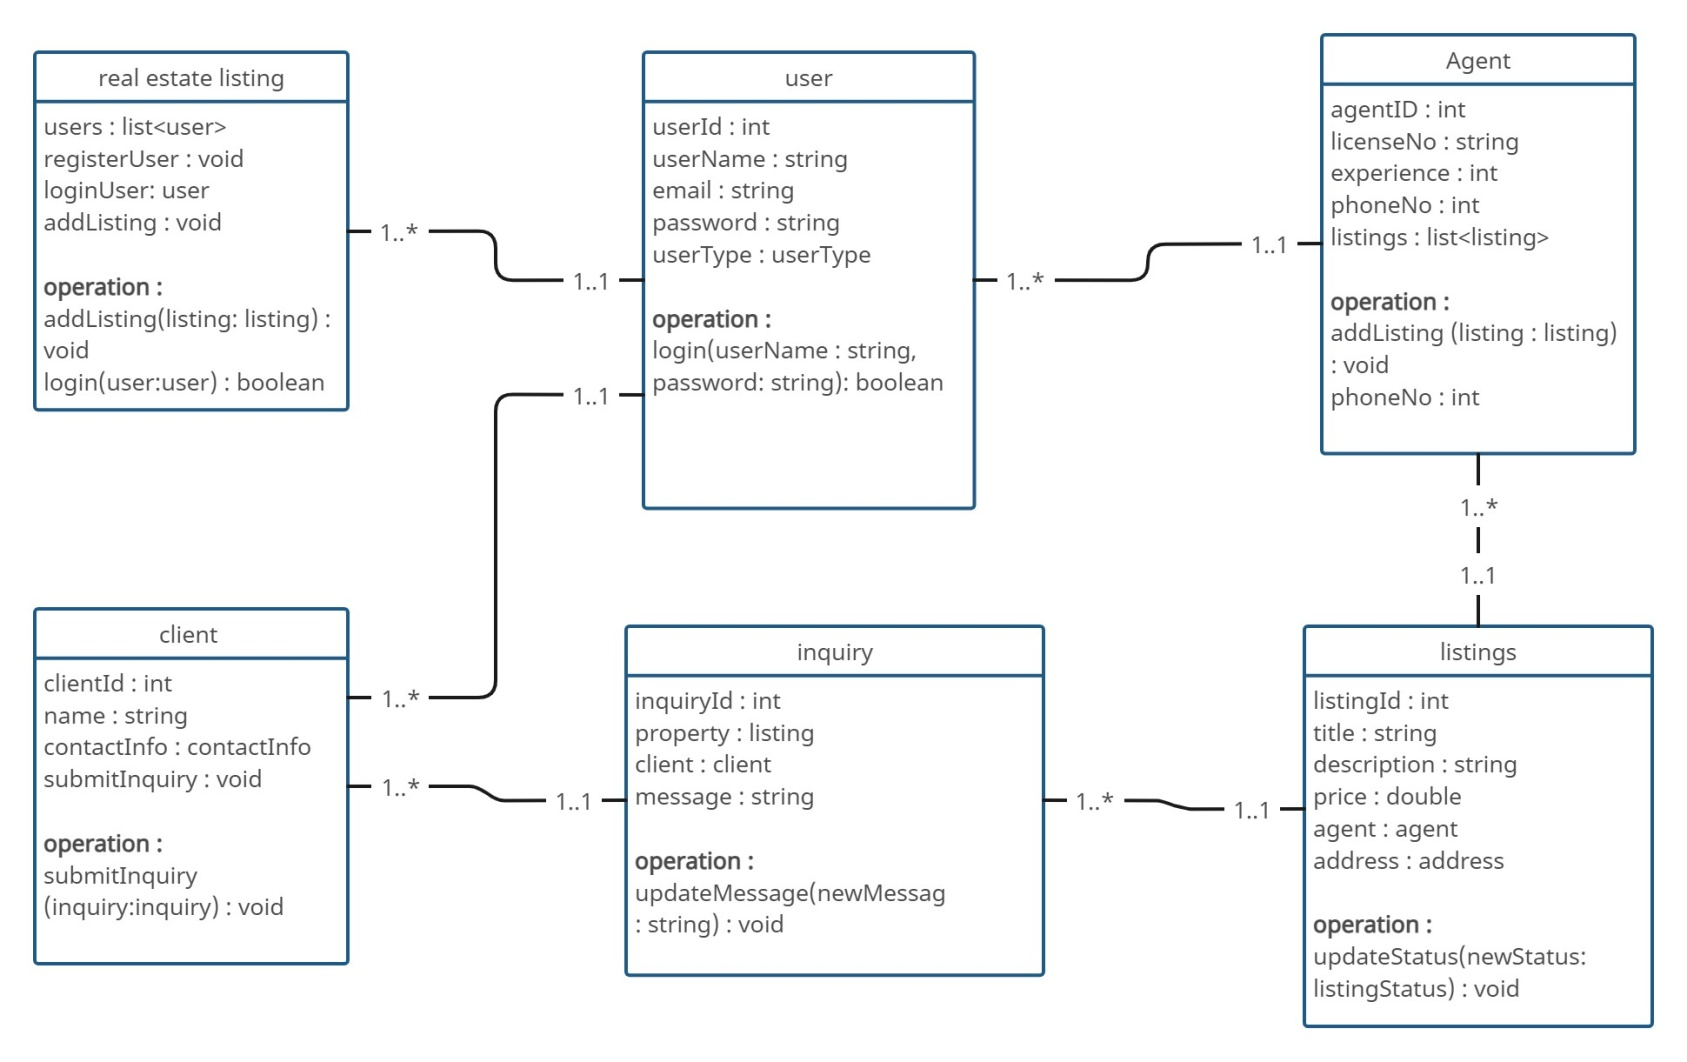 real estate listing
users : list<user>
registerUser : void
loginUser: user
addListing : void
operation :
addListing(listing: listing) :
void
login(user:user) : boolean
1..*
1..1
user
userId : int
userName : string
email : string
password : string
userType : userType
operation :
login(userName : string,
password: string): boolean
1..1
1..*
1..1
Agent
agentID : int
licenseNo : string
experience : int
phoneNo : int
listings : list<listing>
operation :
addListing (listing : listing)
: void
phoneNo : int
1..*
1..1
client
clientId : int
name : string
contactInfo : contactInfo
submitInquiry : void
operation :
submitInquiry
(inquiry:inquiry) : void
1..*
1..*
1..1
inquiry
inquiryId : int
property : listing
client : client
message : string
operation :
updateMessage(newMessag
: string) : void
1..*
1..1
listings
listingId : int
title : string
description : string
price : double
agent : agent
address : address
operation :
updateStatus(newStatus:
listingStatus) : void